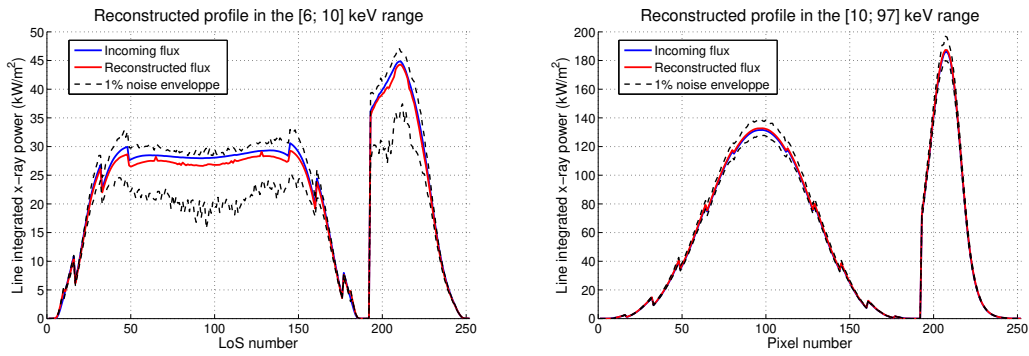 Reconstructed profile in the [6; 10] keV range
Line integrated x-ray power (kW/m²)
50
45
40
35
30
25
20
15
10
5
0
Incoming flux
Reconstructed flux
1% noise enveloppe
0 50 100 150 200 250
LoS number
Reconstructed profile in the [10; 97] keV range
Line integrated x-ray power (kW/m²)
200
180
160
140
120
100
80
60
40
20
0
Incoming flux
Reconstructed flux
1% noise enveloppe
0 50 100 150 200 250
Pixel number